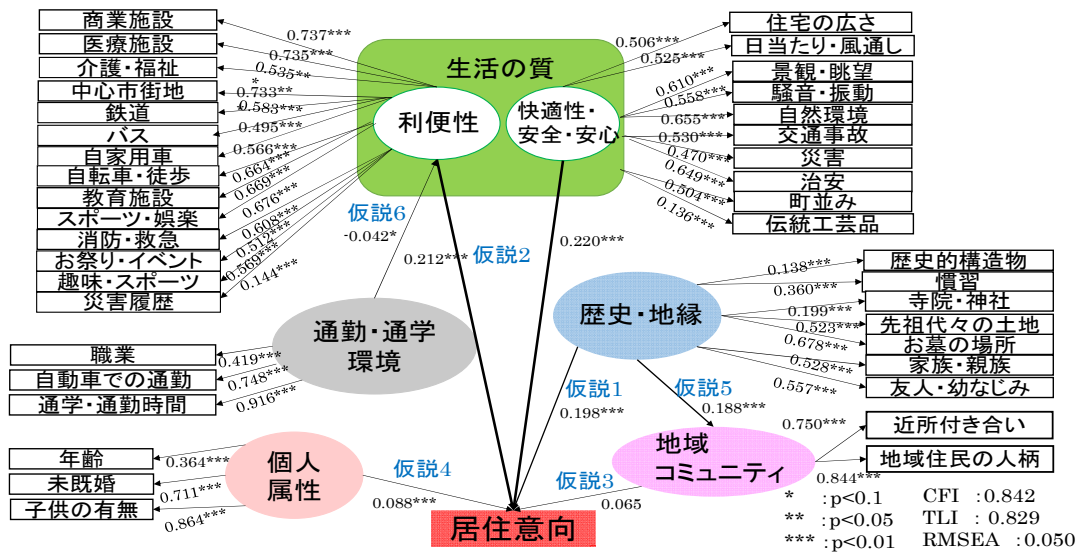 商業施設
医療施設
介護・福祉
中心市街地
鉄道
バス
自家用車
自転車・徒歩
教育施設
スポーツ・娯楽
消防・救急
お祭り・イベント
趣味・スポーツ
災害履歴
0.737***
0.735***
0.535**
*
0.733**
*
0.583***
0.495***
0.566***
0.664***
0.669***
0.676***
0.608***
0.512***
0.569***
0.144***
生活の質
利便性
快適性・
安全・安心
0.506***
0.525***
0.610***
0.558***
0.655***
0.530***
0.470***
0.649***
0.504***
0.136***
住宅の広さ
日当たり・風通し
景観・眺望
騒音・振動
自然環境
交通事故
災害
治安
町並み
伝統工芸品
仮説6
-0.042*
0.212***
仮説2
0.220***
通勤・通学
環境
職業
自動車での通勤
通学・通勤時間
0.419***
0.748***
0.916***
歴史・地縁
0.138***
0.360***
0.199***
0.523***
0.678***
0.528***
0.557***
歴史的構造物
慣習
寺院・神社
先祖代々の土地
お墓の場所
家族・親族
友人・幼なじみ
仮説1
0.198***
仮説5
0.188***
個人
属性
年齢
未既婚
子供の有無
0.364***
0.711***
0.864***
仮説4
0.088***
仮説3
0.065
地域
コミュニティ
0.750***
0.844***
近所付き合い
地域住民の人柄
居住意向
* :p<0.1 CFI :0.842
** :p<0.05 TLI :0.829
*** :p<0.01 RMSEA :0.050